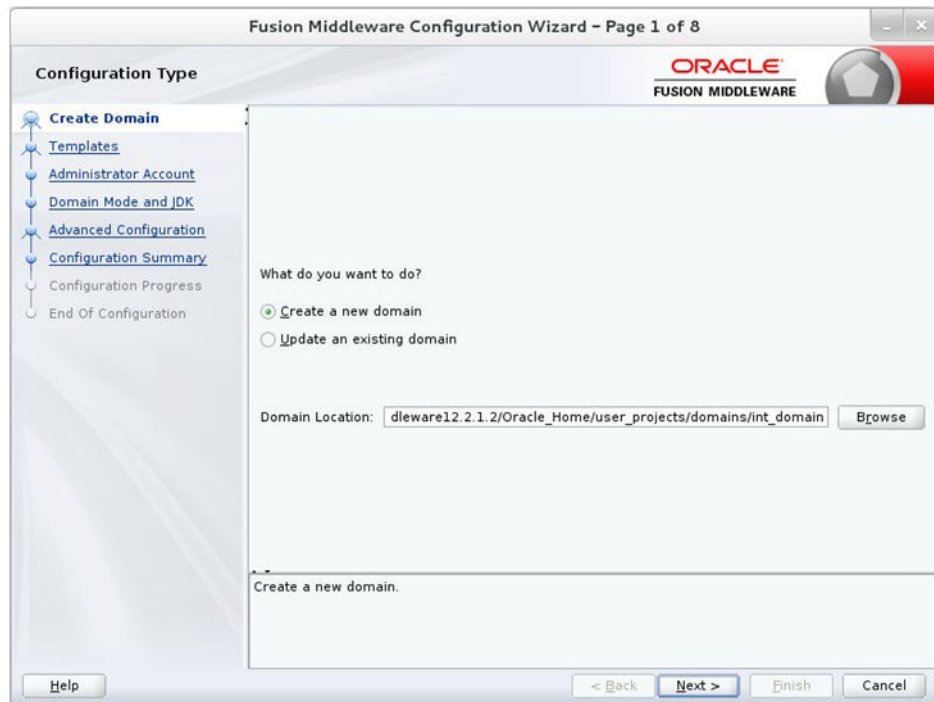 Fusion Middleware Configuration Wizard – Page 1 of 8
Configuration Type
ORACLE
FUSION MIDDLEWARE
Create Domain
Templates
Administrator Account
Domain Mode and JDK
Advanced Configuration
Configuration Summary
Configuration Progress
End Of Configuration
What do you want to do?
Create a new domain
Update an existing domain
Domain Location: dleware12.2.1.2/Oracle_Home/user_projects/domains/int_domain Browse
Create a new domain.
Help < Back Next > Finish Cancel